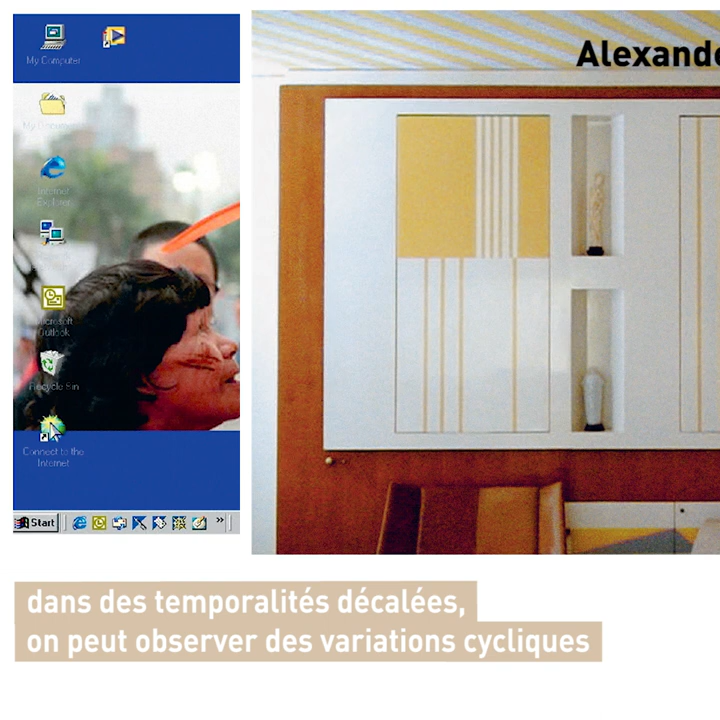 Alexande
My Computer
Internet
Explorer
Outlook
Recycle Bin
Connect to the
Internet
Start
dans des temporalités décalées,
on peut observer des variations cycliques